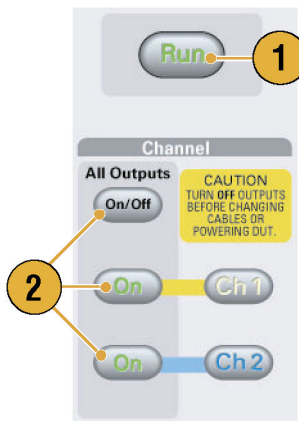 Run
1
Channel
All Outputs
On/Off
CAUTION
TURN OFF OUTPUTS
BEFORE CHANGING
CABLES OR
POWERING DUT.
2
On
Ch 1
On
Ch 2